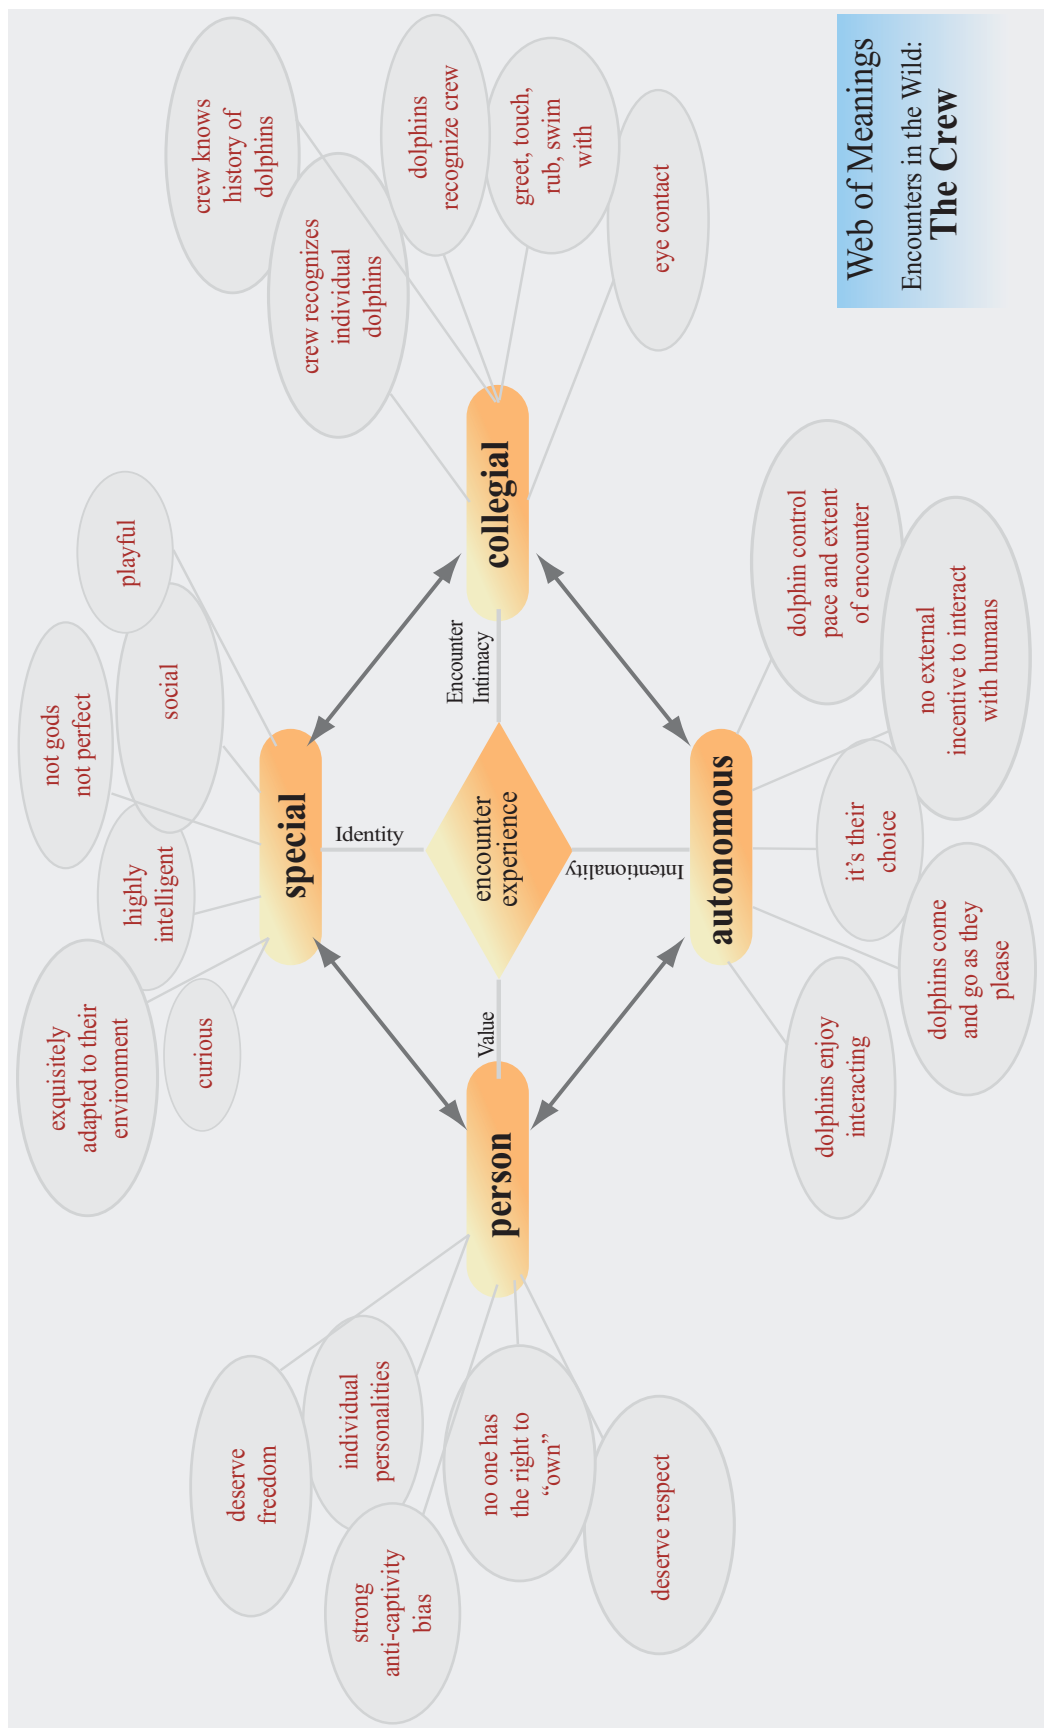 Web of Meanings
Encounters in the Wild:
The Crew
encounter
experience
Identity
special
exquisitely
adapted to their
environment
curious
highly
intelligent
not gods
not perfect
social
playful
Encounter
Intimacy
collegial
crew knows
history of
dolphins
crew recognizes
individual
dolphins
dolphins
recognize crew
greet, touch,
rub, swim
with
eye contact
Intentionality
autonomous
dolphins enjoy
interacting
dolphins come
and go as they
please
it’s their
choice
no external
incentive to interact
with humans
dolphin control
pace and extent
of encounter
Value
person
deserve
freedom
individual
personalities
strong
anti-captivity
bias
no one has
the right to
“own”
deserve respect